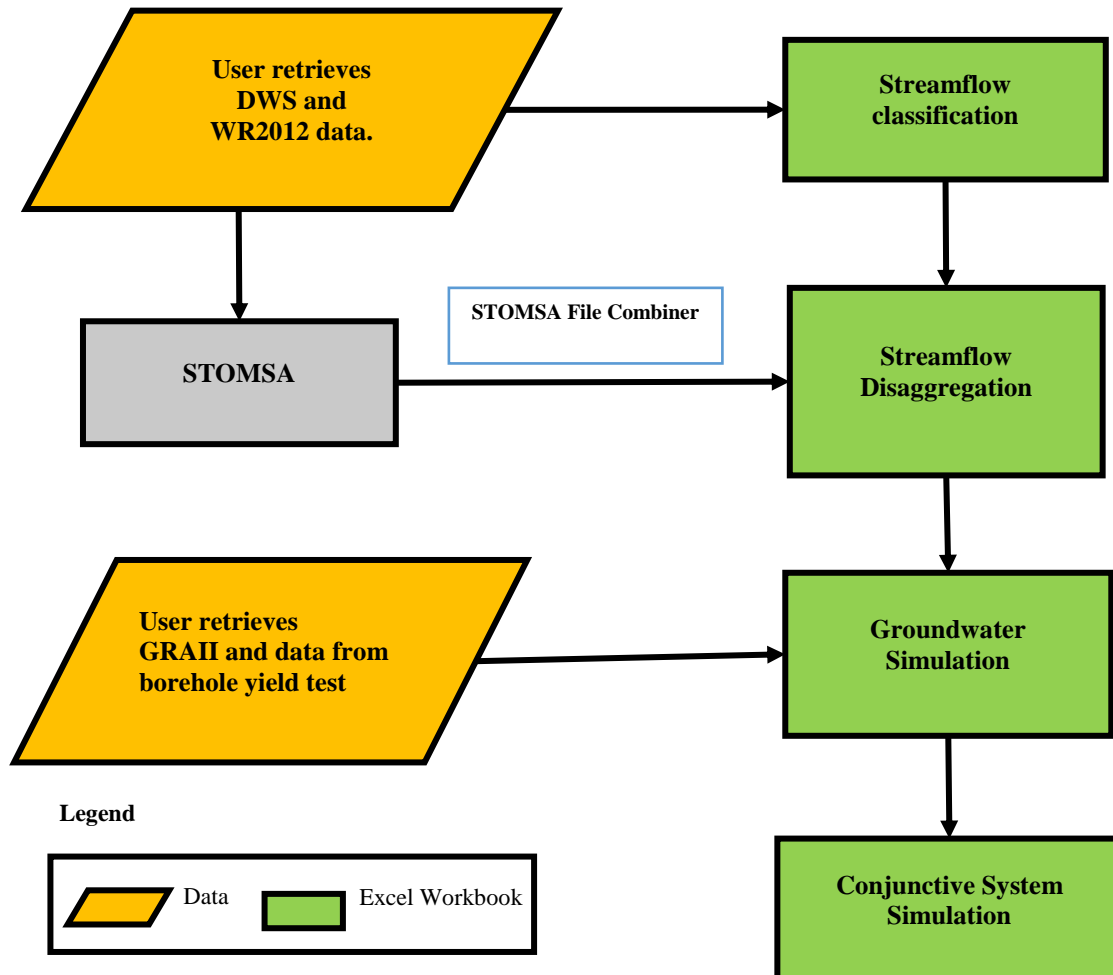 User retrieves
DWS and
WR2012 data.
Streamflow
classification
STOMSA File Combiner
STOMSA
Streamflow
Disaggregation
User retrieves
GRAII and data from
borehole yield test
Groundwater
Simulation
Legend
Data
Excel Workbook
Conjunctive System
Simulation